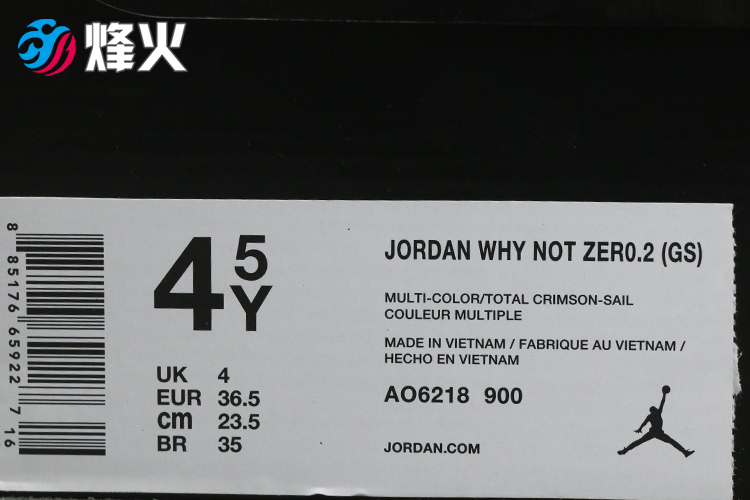 烽火
8 85176 65922 7 16
4 5
Y
JORDAN WHY NOT ZER0.2 (GS)
MULTI-COLOR/TOTAL CRIMSON-SAIL
COULEUR MULTIPLE
MADE IN VIETNAM / FABRIQUE AU VIETNAM /
HECHO EN VIETNAM
UK 4
EUR 36.5
cm 23.5
BR 35
AO6218 900
JORDAN.COM